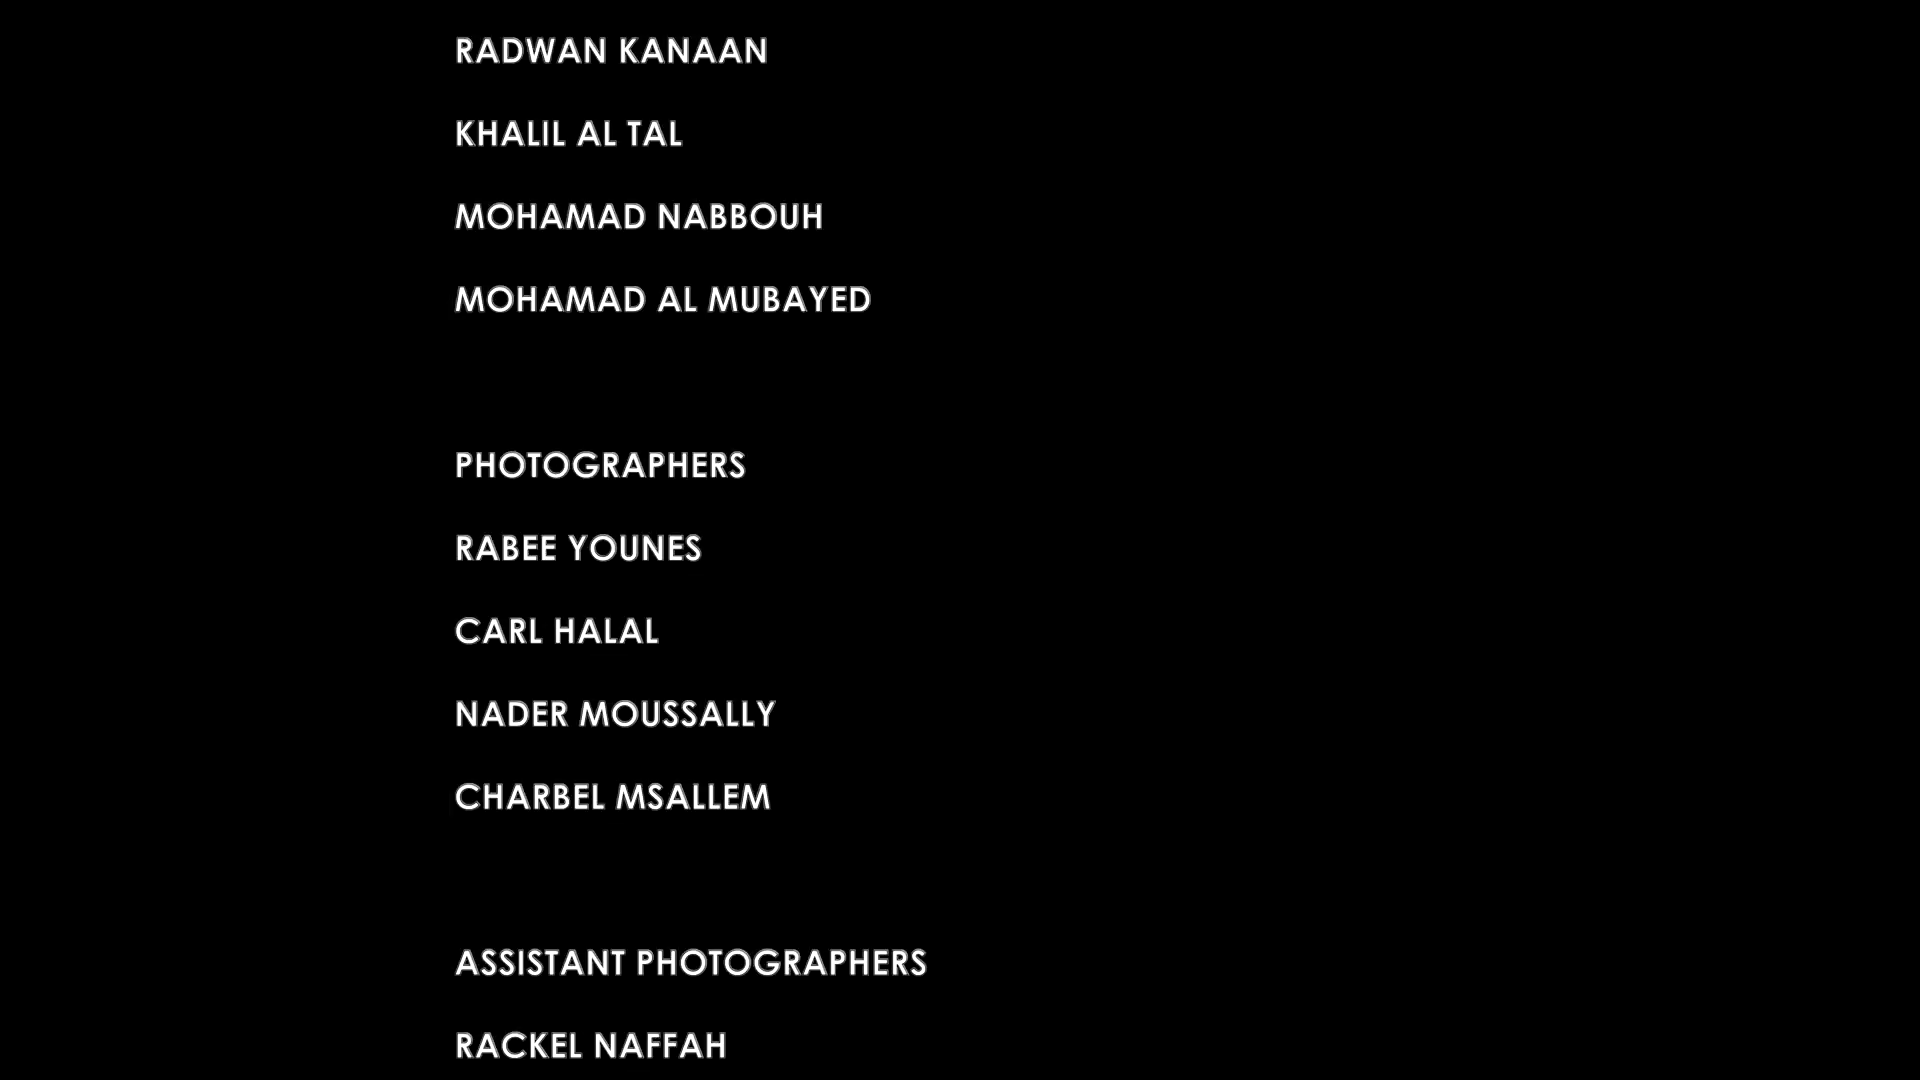 RADWAN KANAAN
KHALIL AL TAL
MOHAMAD NABBOUH
MOHAMAD AL MUBAYED
PHOTOGRAPHERS
RABEE YOUNES
CARL HALAL
NADER MOUSSALLY
CHARBEL MSALLEM
ASSISTANT PHOTOGRAPHERS
RACKEL NAFFAH